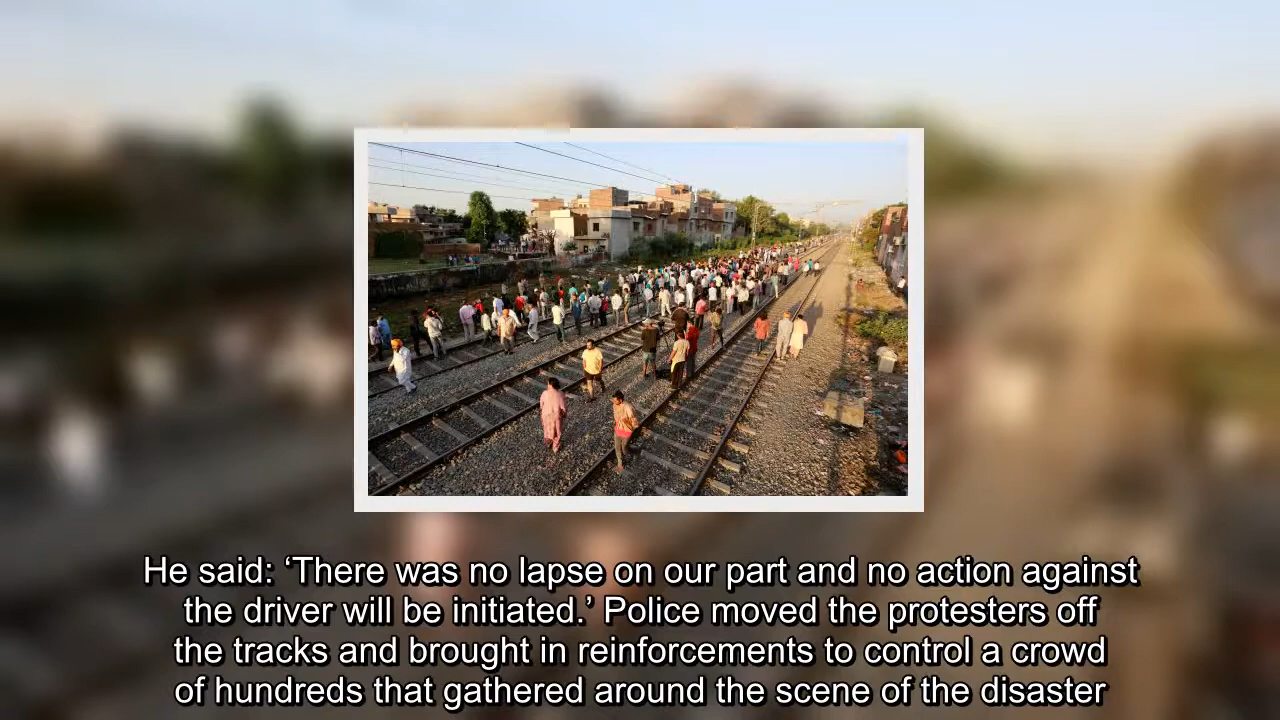 He said: ‘There was no lapse on our part and no action against
the driver will be initiated.’ Police moved the protesters off
the tracks and brought in reinforcements to control a crowd
of hundreds that gathered around the scene of the disaster